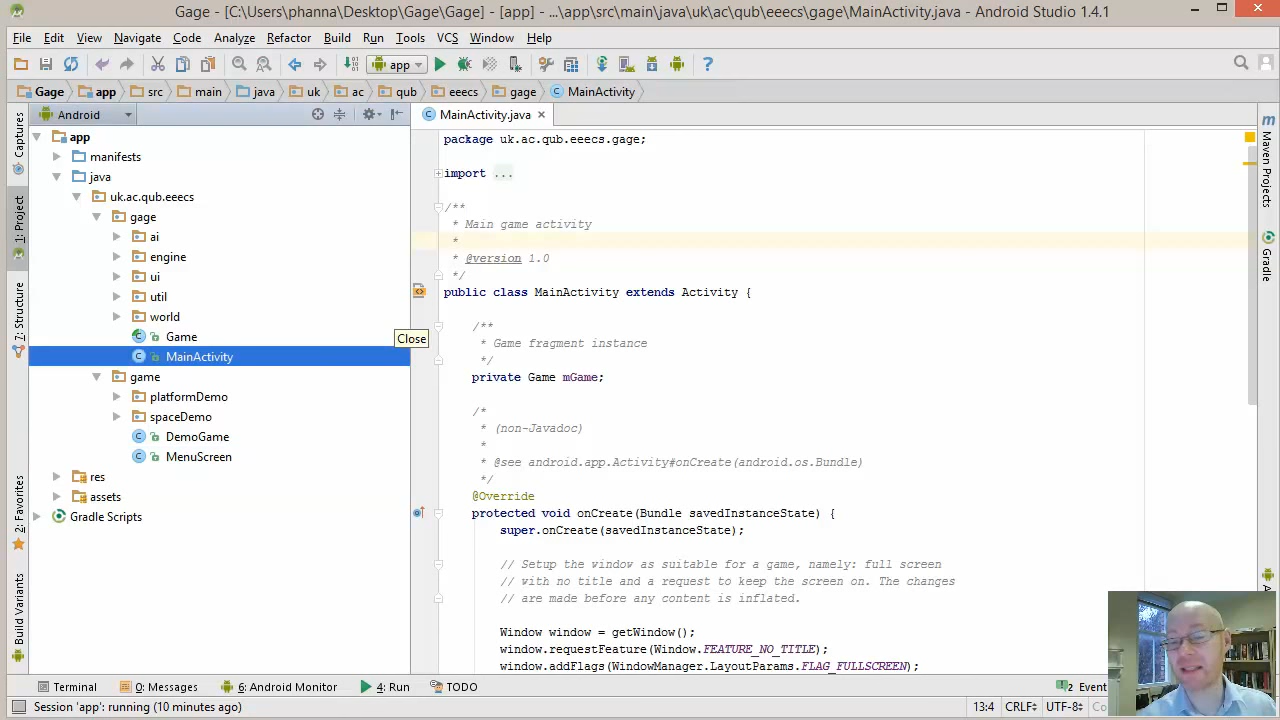 Gage - [C:\Users\phanna\Desktop\Gage\Gage] - [app] - ...\app\src\main\java\uk\ac\qub\eeecs\gage\MainActivity.java - Android Studio 1.4.1
File Edit View Navigate Code Analyze Refactor Build Run Tools VCS Window Help
app
Gage app src main java uk ac qub eeecs gage MainActivity
Android
MainActivity.java
Captures
1: Project
7: Structure
2: Favorites
Build Variants
app
manifests
java
uk.ac.qub.eeecs
gage
ai
engine
ui
util
world
Game
MainActivity
game
platformDemo
spaceDemo
DemoGame
MenuScreen
res
assets
Gradle Scripts
Close
package uk.ac.qub.eeecs.gage;
import ...
/**
* Main game activity
*
* @version 1.0
*/
public class MainActivity extends Activity {
/**
* Game fragment instance
*/
private Game mGame;
/*
* (non-Javadoc)
*
* @see android.app.Activity#onCreate(android.os.Bundle)
*/
@Override
protected void onCreate(Bundle savedInstanceState) {
super.onCreate(savedInstanceState);
// Setup the window as suitable for a game, namely: full screen
// with no title and a request to keep the screen on. The changes
// are made before any content is inflated.
Window window = getWindow();
window.requestFeature(Window.FEATURE_NO_TITLE);
window.addFlags(WindowManager.LayoutParams.FLAG_FULLSCREEN);
Maven Projects
Gradle
Terminal 0: Messages 6: Android Monitor 4: Run TODO 2 Event
Session 'app': running (10 minutes ago) 13:4 CRLF UTF-8